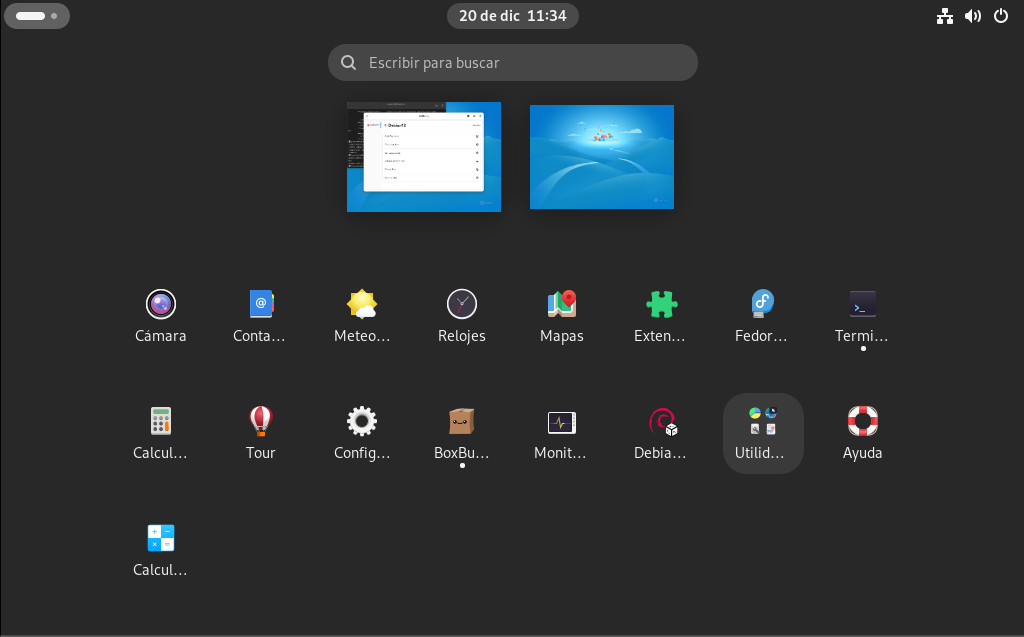 20 de dic 11:34
Escribir para buscar
Cámara
Conta…
Meteo…
Relojes
Mapas
Exten…
Fedor…
Termi…
Calcul…
Tour
Config…
BoxBu…
Monit…
Debia…
Utilid…
Ayuda
Calcul…